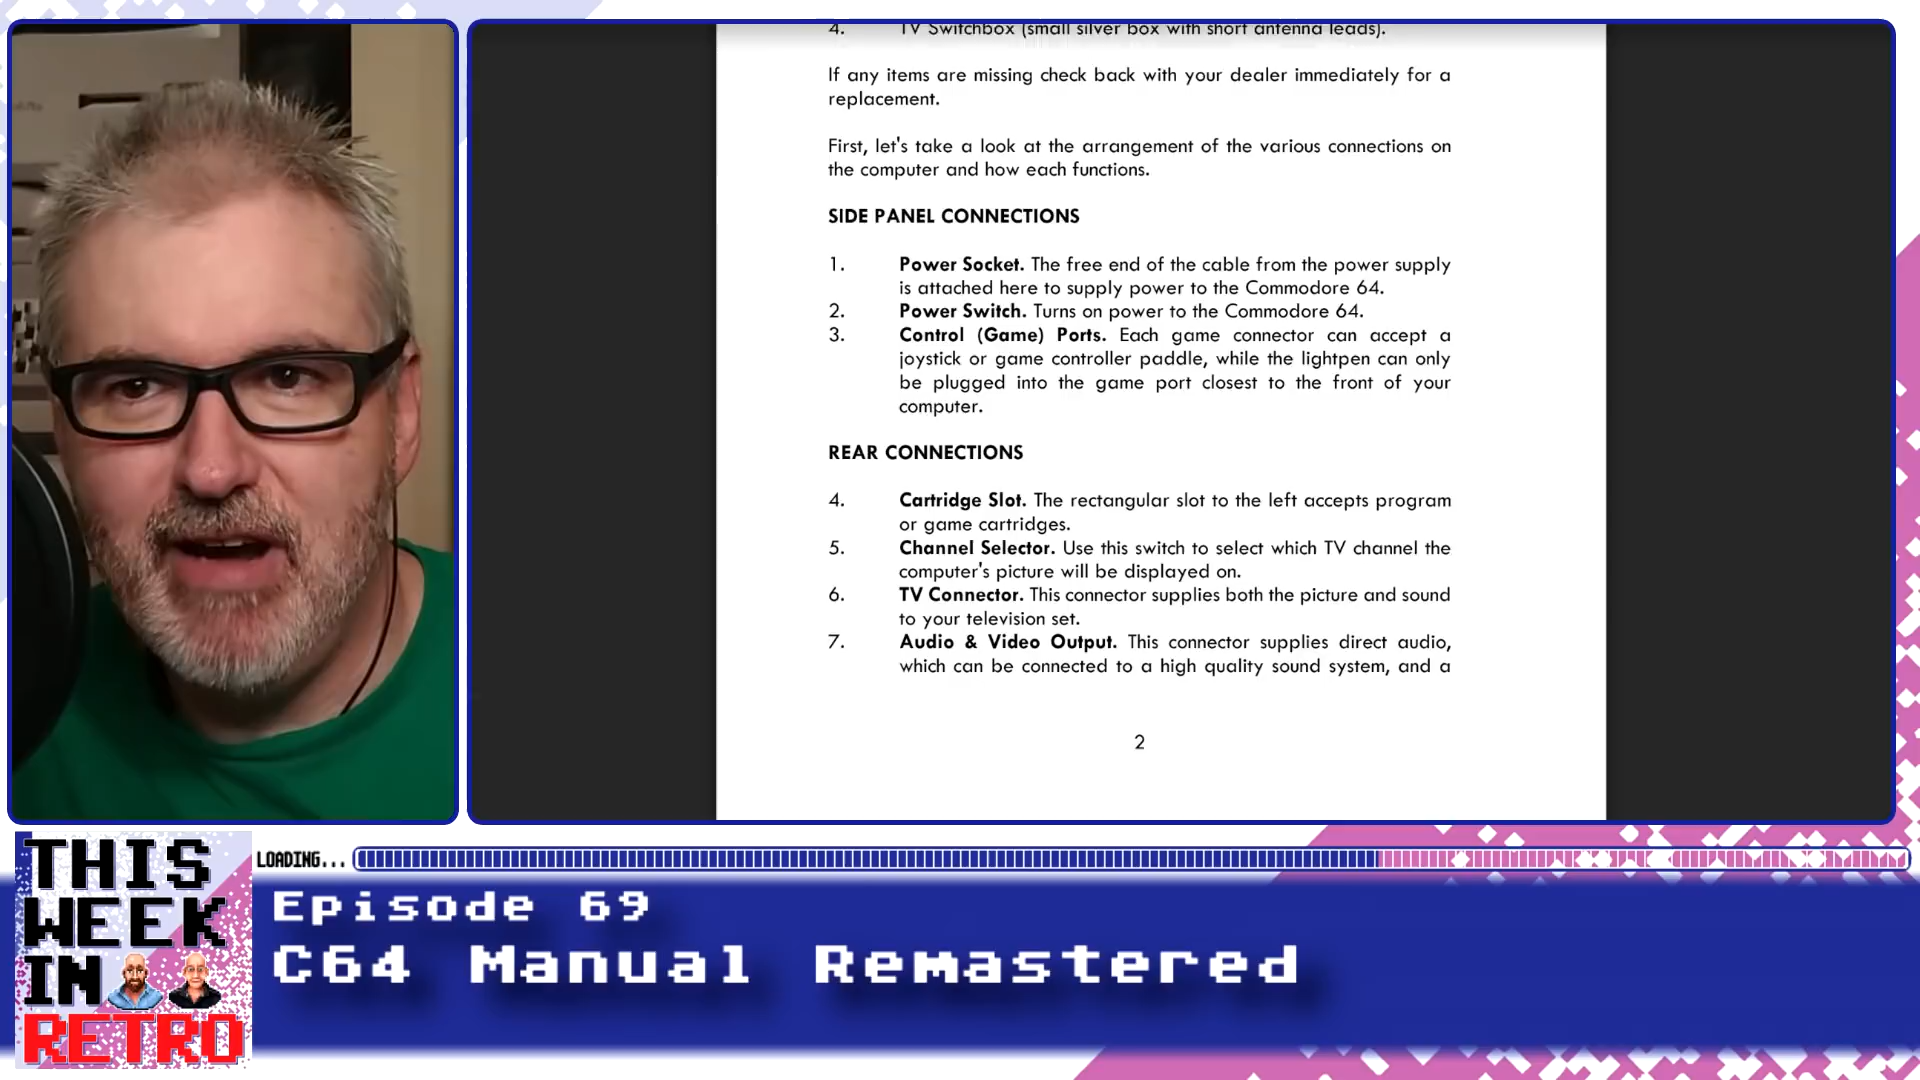 4. TV Switchbox (small silver box with short antenna leads).
If any items are missing check back with your dealer immediately for a
replacement.
First, let's take a look at the arrangement of the various connections on
the computer and how each functions.
SIDE PANEL CONNECTIONS
1. Power Socket. The free end of the cable from the power supply
is attached here to supply power to the Commodore 64.
2. Power Switch. Turns on power to the Commodore 64.
3. Control (Game) Ports. Each game connector can accept a
joystick or game controller paddle, while the lightpen can only
be plugged into the game port closest to the front of your
computer.
REAR CONNECTIONS
4. Cartridge Slot. The rectangular slot to the left accepts program
or game cartridges.
5. Channel Selector. Use this switch to select which TV channel the
computer's picture will be displayed on.
6. TV Connector. This connector supplies both the picture and sound
to your television set.
7. Audio & Video Output. This connector supplies direct audio,
which can be connected to a high quality sound system, and a
2
THIS
WEEK
IN
RETRO
LOADING...
Episode 69
C64 Manual Remastered